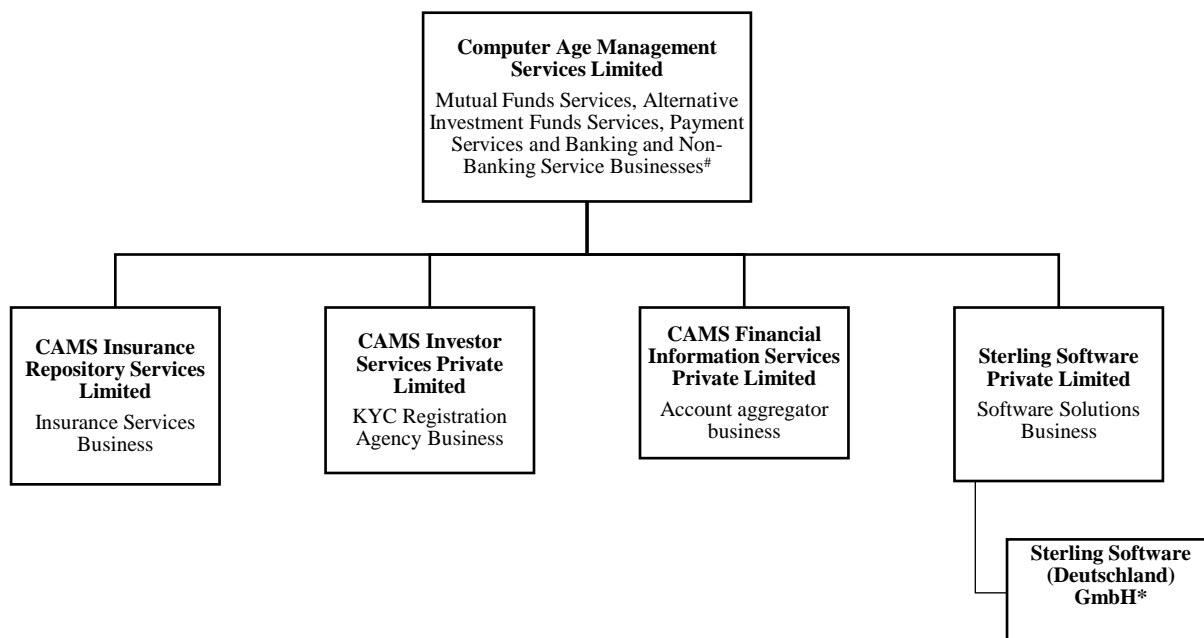 Computer Age Management
Services Limited
Mutual Funds Services, Alternative
Investment Funds Services, Payment
Services and Banking and Non-
Banking Service Businesses#
CAMS Insurance
Repository Services
Limited
Insurance Services
Business
CAMS Investor
Services Private
Limited
KYC Registration
Agency Business
CAMS Financial
Information Services
Private Limited
Account aggregator
business
Sterling Software
Private Limited
Software Solutions
Business
Sterling Software
(Deutschland)
GmbH*